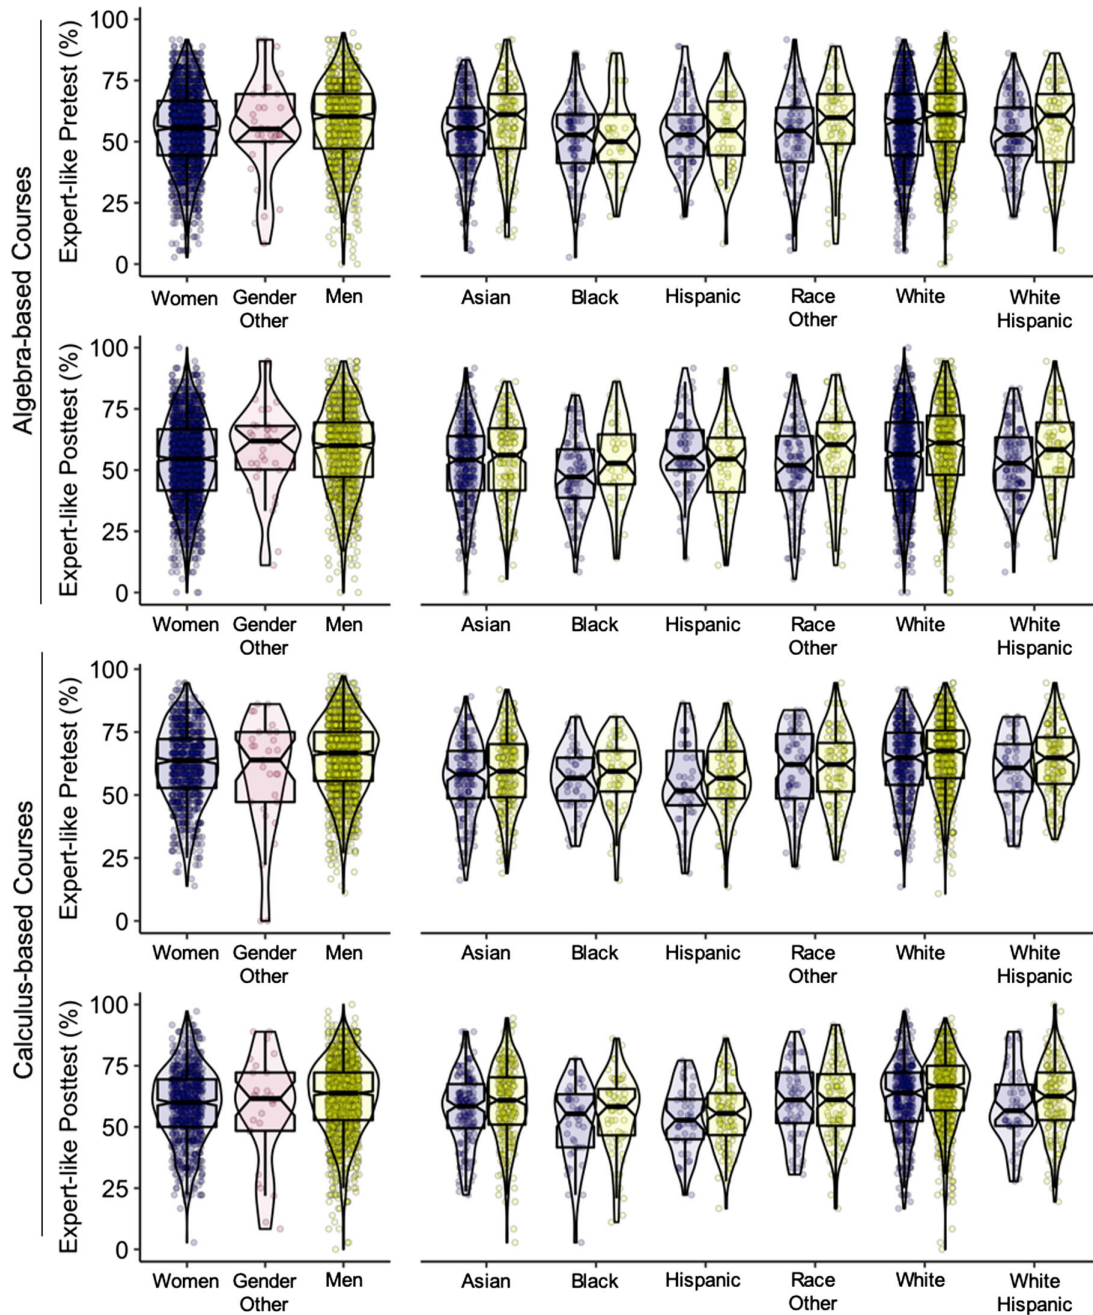 Algebra-based Courses
Expert-like Pretest (%)
100
75
50
25
0
Women
Gender
Other
Men
Asian
Black
Hispanic
Race
Other
White
White
Hispanic
Expert-like Posttest (%)
100
75
50
25
0
Women
Gender
Other
Men
Asian
Black
Hispanic
Race
Other
White
White
Hispanic
Calculus-based Courses
Expert-like Pretest (%)
100
75
50
25
0
Women
Gender
Other
Men
Asian
Black
Hispanic
Race
Other
White
White
Hispanic
Expert-like Posttest (%)
100
75
50
25
0
Women
Gender
Other
Men
Asian
Black
Hispanic
Race
Other
White
White
Hispanic